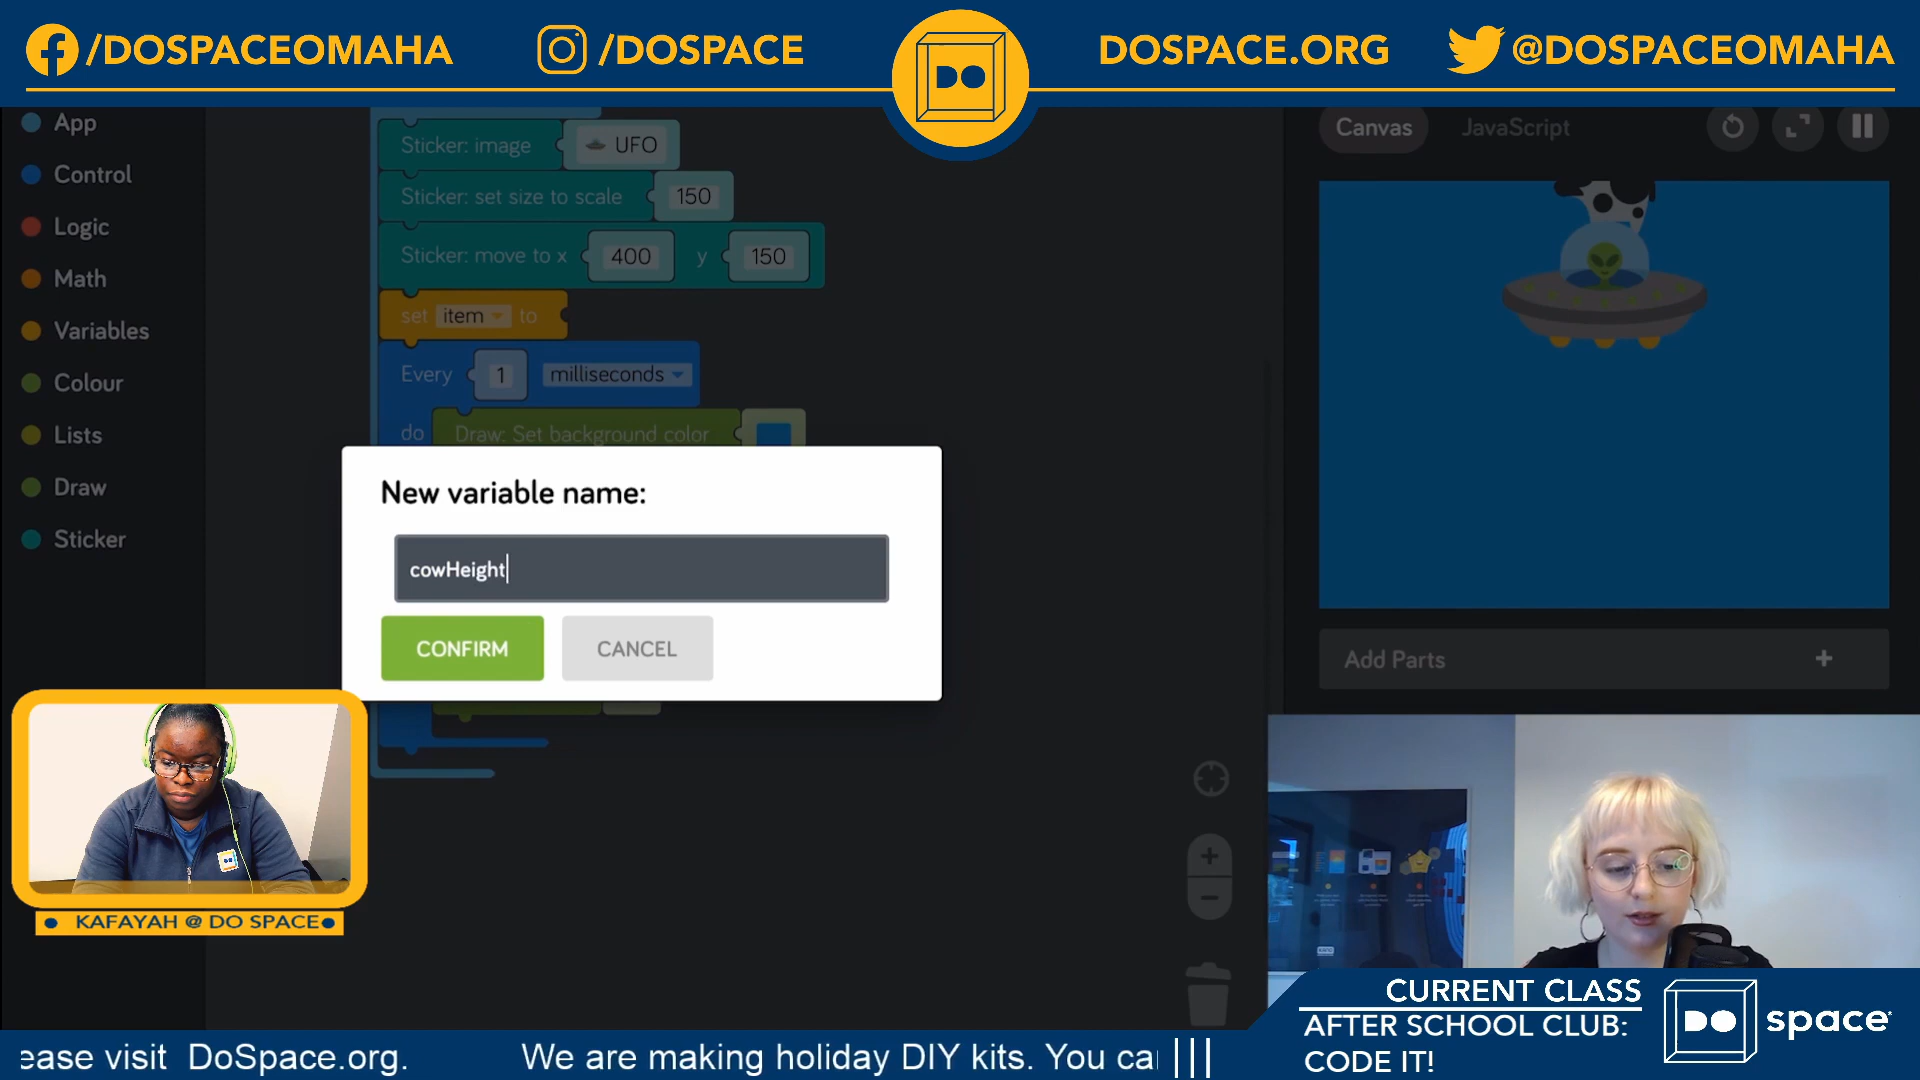 /DOSPACEOMAHA
/DOSPACE
DO
DOSPACE.ORG
@DOSPACEOMAHA
App
Control
Logic
Math
Variables
Colour
Lists
Draw
Sticker
Sticker: image UFO
Sticker: set size to scale 150
Sticker: move to x 400 y 150
set item to
Every 1 milliseconds
do Draw: Set background color
New variable name:
cowHeight
CONFIRM CANCEL
Canvas JavaScript
Add Parts +
KAFAYAH @ DO SPACE
CURRENT CLASS
AFTER SCHOOL CLUB:
CODE IT!
DO space
ease visit DoSpace.org. We are making holiday DIY kits. You ca